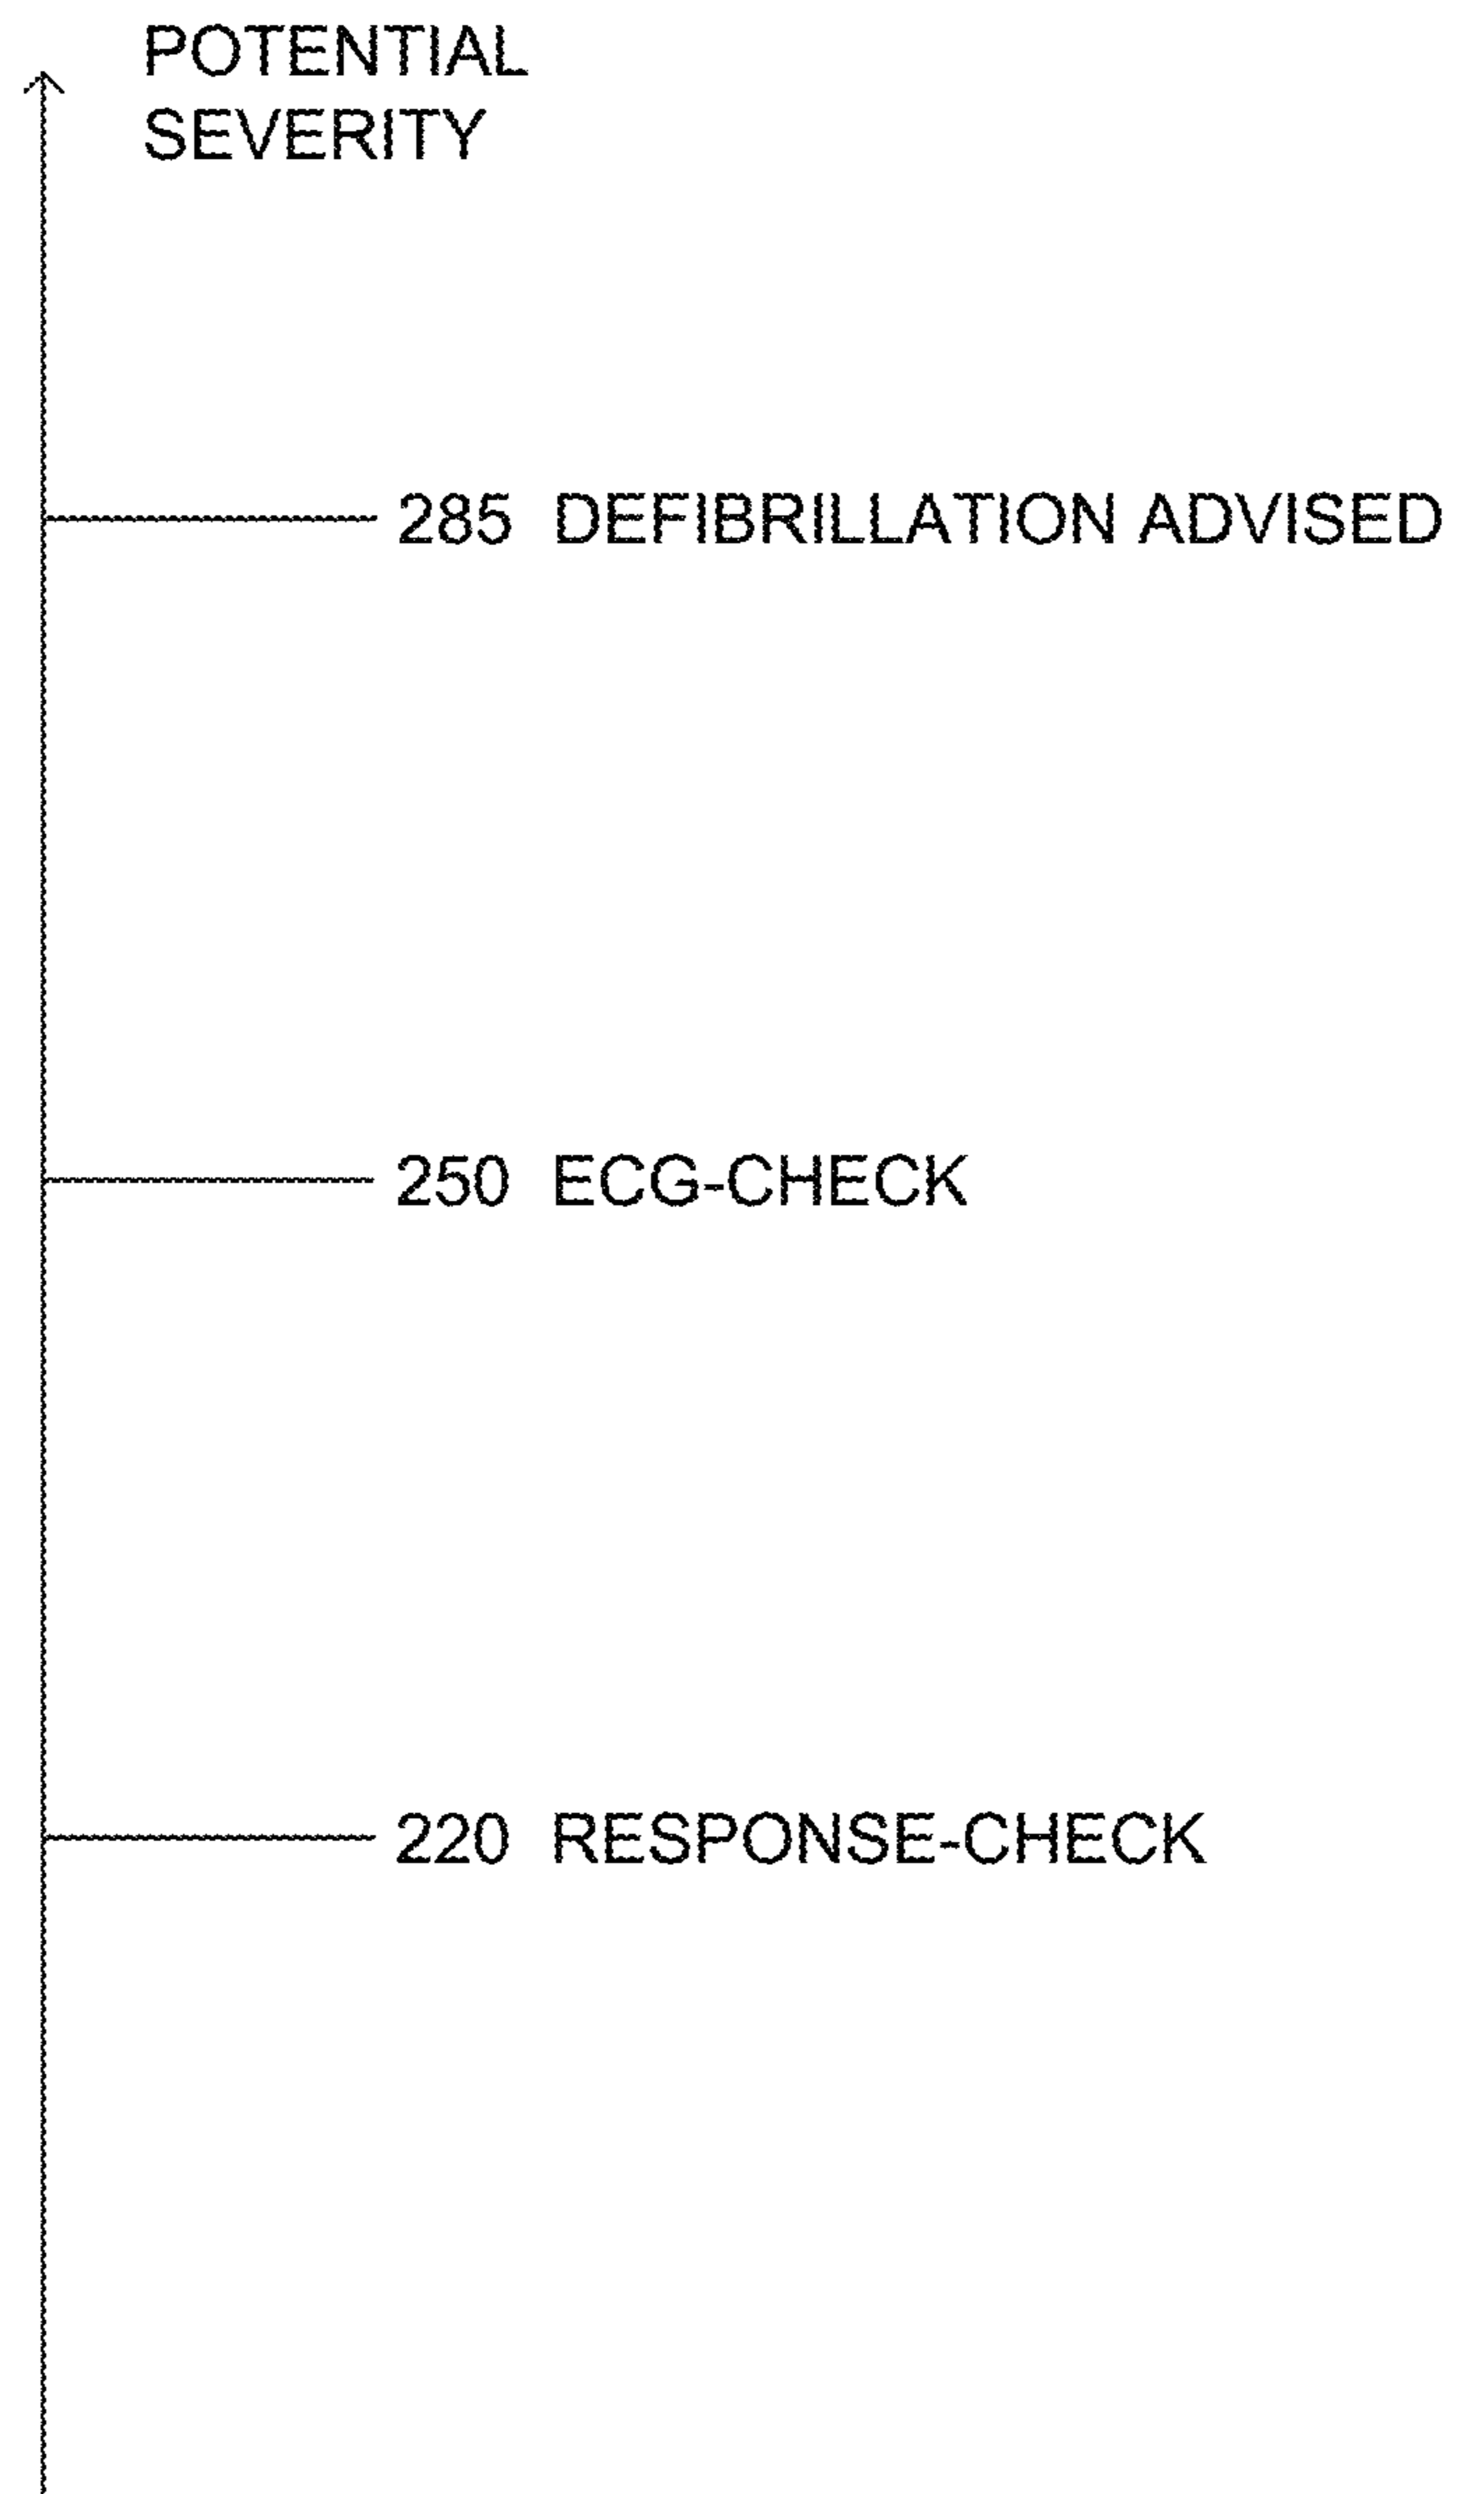 POTENTIAL
SEVERITY
285 DEFIBRILLATION ADVISED
250 ECG-CHECK
220 RESPONSE-CHECK